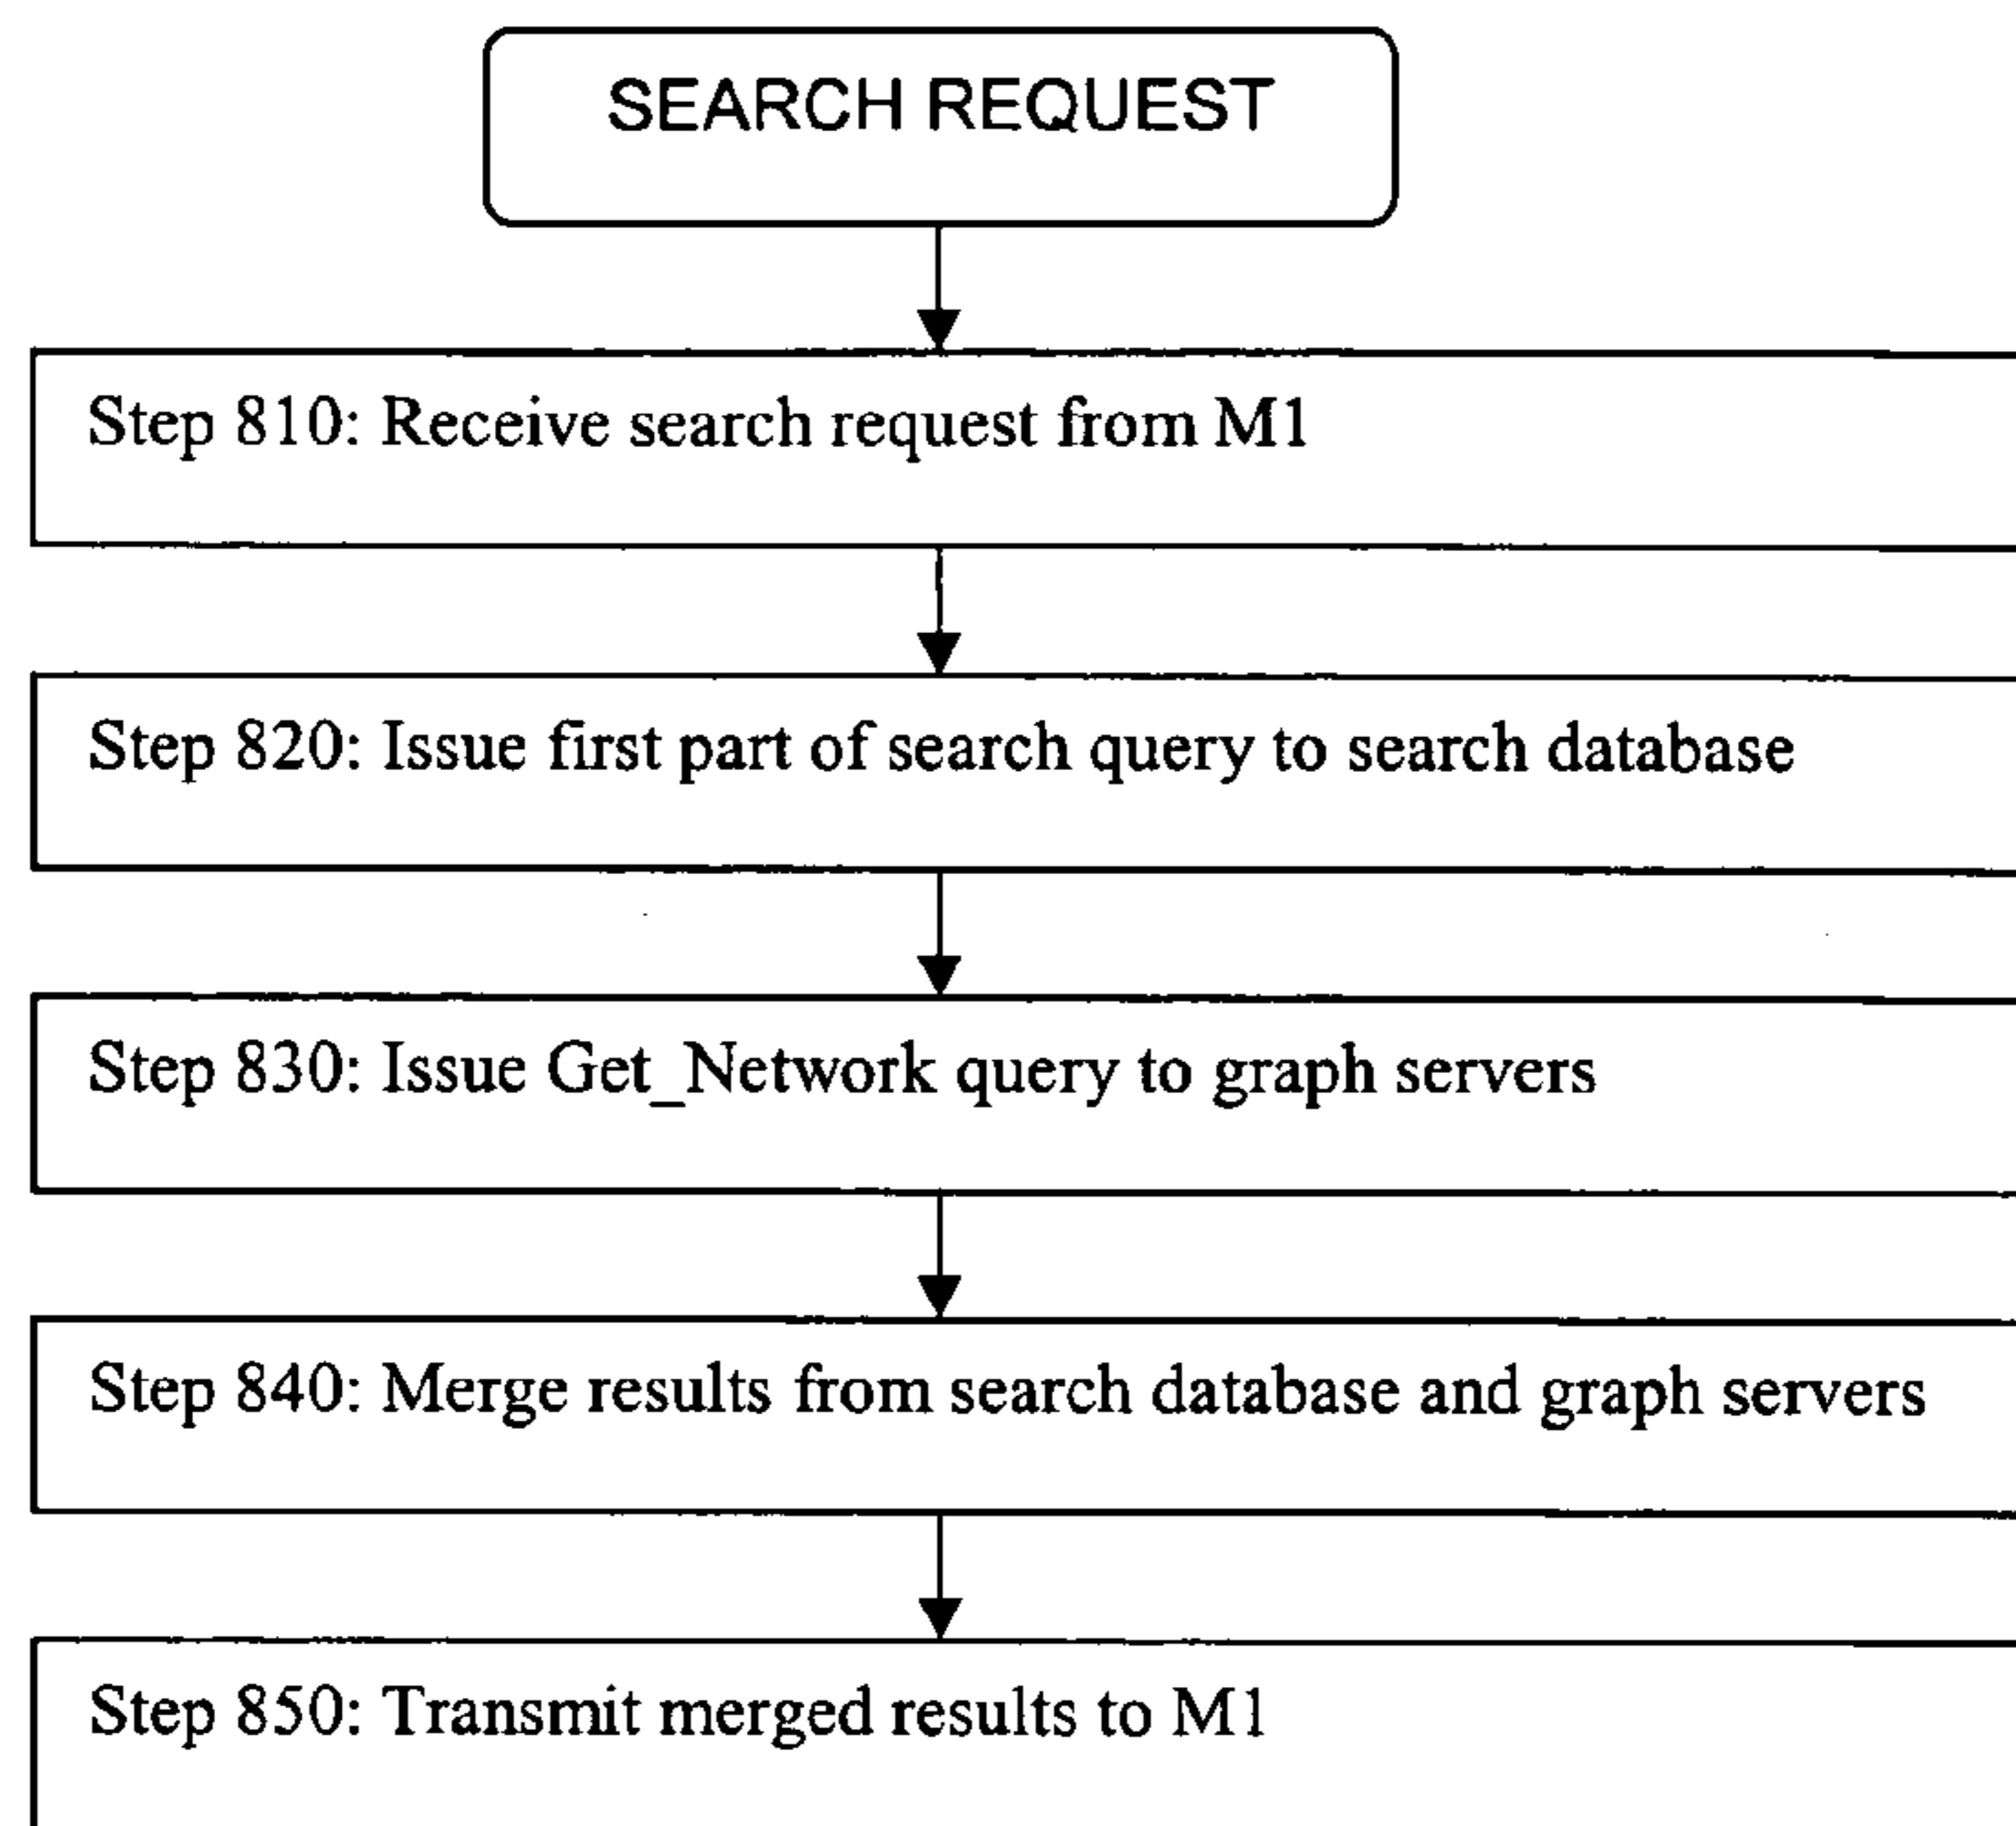 SEARCH REQUEST
Step 810: Receive search request from M1
Step 820: Issue first part of search query to search database
Step 830: Issue Get_Network query to graph servers
Step 840: Merge results from search database and graph servers
Step 850: Transmit merged results to M1